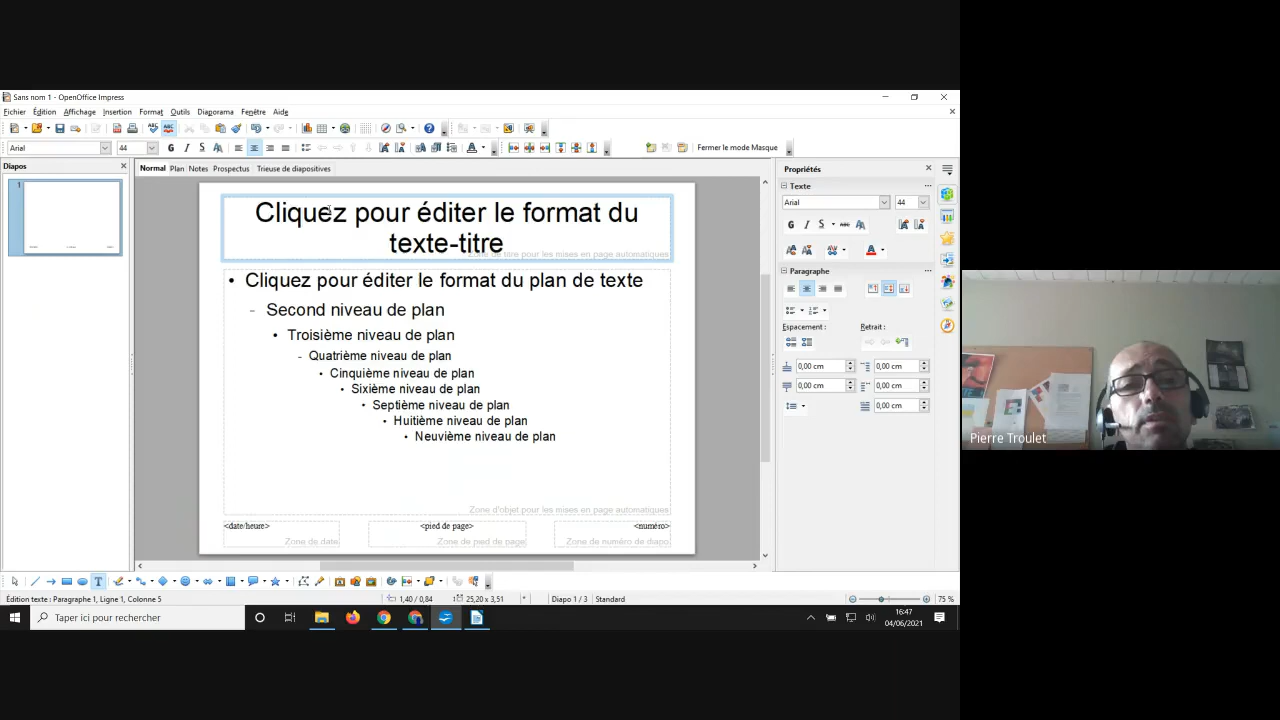 Sans nom 1 - OpenOffice Impress
Fichier Édition Affichage Insertion Format Outils Diaporama Fenêtre Aide
Arial 44 Fermer le mode Masque
Diapos
Normal Plan Notes Prospectus Trieuse de diapositives
Propriétés
1
Texte
Arial 44
Cliquez pour éditer le format du
texte-titre
Zone de titre pour les mises en page automatiques
Cliquez pour éditer le format du plan de texte
Second niveau de plan
Troisième niveau de plan
Quatrième niveau de plan
Cinquième niveau de plan
Sixième niveau de plan
Septième niveau de plan
Huitième niveau de plan
Neuvième niveau de plan
Zone d'objet pour les mises en page automatiques
<date/heure> <pied de page> <numéro>
Zone de date Zone de pied de page Zone de numéro de diapo
Paragraphe
Espacement : Retrait :
0,00 cm 0,00 cm
0,00 cm 0,00 cm
0,00 cm
Pierre Troulet
Édition texte : Paragraphe 1, Ligne 1, Colonne 5 1,40 / 0,84 25,20 x 3,51 * Diapo 1 / 3 Standard 75 %
Taper ici pour rechercher
16:47
04/06/2021